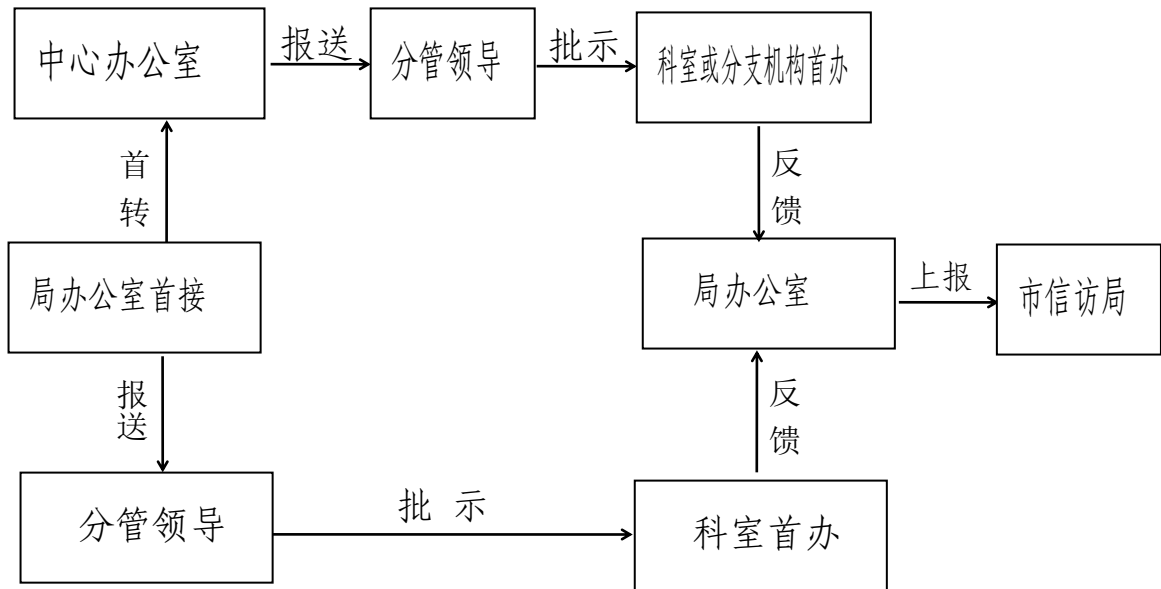 中心办公室
报送
分管领导
批示
科室或分支机构首办
首
转
反
馈
局办公室首接
局办公室
上报
市信访局
报
送
反
馈
分管领导
批 示
科室首办